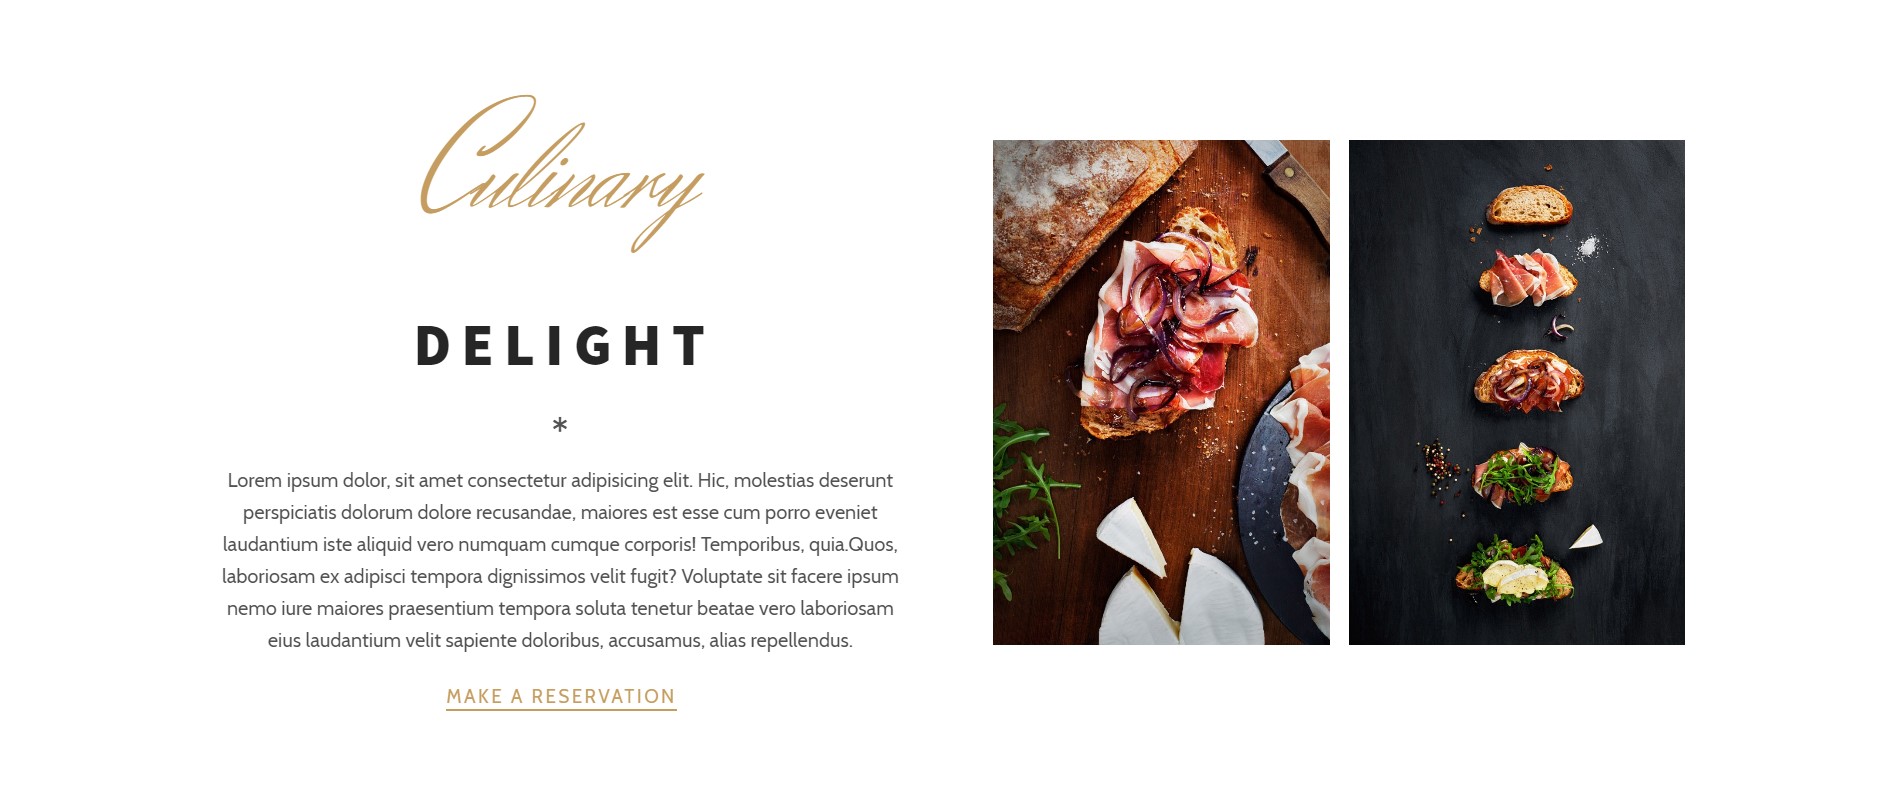 Culinary
DELIGHT
*
Lorem ipsum dolor, sit amet consectetur adipisicing elit. Hic, molestias deserunt
perspiciatis dolorum dolore recusandae, maiores est esse cum porro eveniet
laudantium iste aliquid vero numquam cumque corporis! Temporibus, quia.Quos,
laboriosam ex adipisci tempora dignissimos velit fugit? Voluptate sit facere ipsum
nemo iure maiores praesentium tempora soluta tenetur beatae vero laboriosam
eius laudantium velit sapiente doloribus, accusamus, alias repellendus.
MAKE A RESERVATION